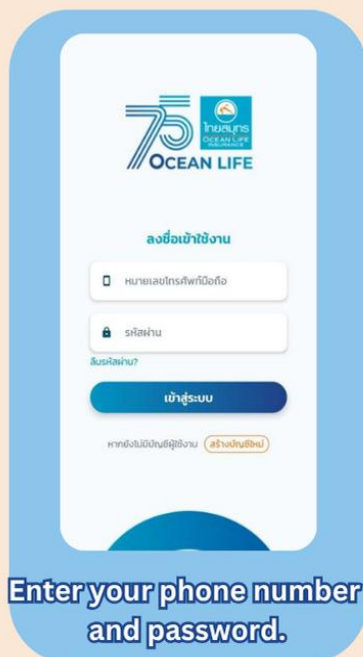 75
ไทยสมุทร
OCEAN LIFE
INSURANCE
OCEAN LIFE
ลงชื่อเข้าใช้งาน
หมายเลขโทรศัพท์มือถือ
รหัสผ่าน
ลืมรหัสผ่าน?
เข้าสู่ระบบ
หากยังไม่มีบัญชีผู้ใช้งาน สร้างบัญชีใหม่
Enter your phone number
and password.